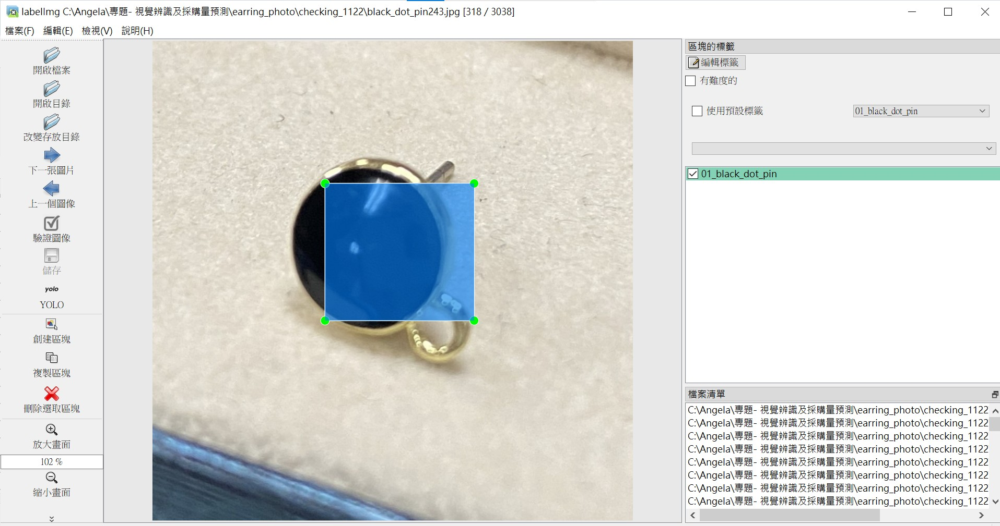 labelImg C:\Angela\專題- 視覺辨識及採購量預測\earring_photo\checking_1122\black_dot_pin243.jpg [318 / 3038]
檔案(F) 編輯(E) 檢視(V) 說明(H)
開啟檔案
開啟目錄
改變存放目錄
下一張圖片
上一個圖像
驗證圖像
儲存
yolo
YOLO
創建區塊
複製區塊
刪除選取區塊
放大畫面
102 %
縮小畫面
區塊的標籤
編輯標籤
有難度的
使用預設標籤 01_black_dot_pin
01_black_dot_pin
檔案清單
C:\Angela\專題- 視覺辨識及採購量預測\earring_photo\checking_1122
C:\Angela\專題- 視覺辨識及採購量預測\earring_photo\checking_1122
C:\Angela\專題- 視覺辨識及採購量預測\earring_photo\checking_1122
C:\Angela\專題- 視覺辨識及採購量預測\earring_photo\checking_1122
C:\Angela\專題- 視覺辨識及採購量預測\earring_photo\checking_1122
C:\Angela\專題- 視覺辨識及採購量預測\earring_photo\checking_1122
C:\Angela\專題- 視覺辨識及採購量預測\earring_photo\checking_1122
C:\Angela\專題- 視覺辨識及採購量預測\earring_photo\checking_1122